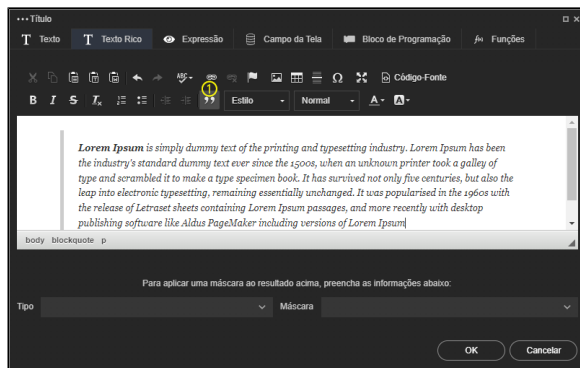 ••• Título
T Texto T Texto Rico Expressão Campo da Tela Bloco de Programação f(x) Funções
ABC Ω Código-Fonte
1
B I S Ix Estilo Normal A A
Lorem Ipsum is simply dummy text of the printing and typesetting industry. Lorem Ipsum has been
the industry's standard dummy text ever since the 1500s, when an unknown printer took a galley of
type and scrambled it to make a type specimen book. It has survived not only five centuries, but also the
leap into electronic typesetting, remaining essentially unchanged. It was popularised in the 1960s with
the release of Letraset sheets containing Lorem Ipsum passages, and more recently with desktop
publishing software like Aldus PageMaker including versions of Lorem Ipsum
body blockquote p
Para aplicar uma máscara ao resultado acima, preencha as informações abaixo:
Tipo Máscara
OK Cancelar